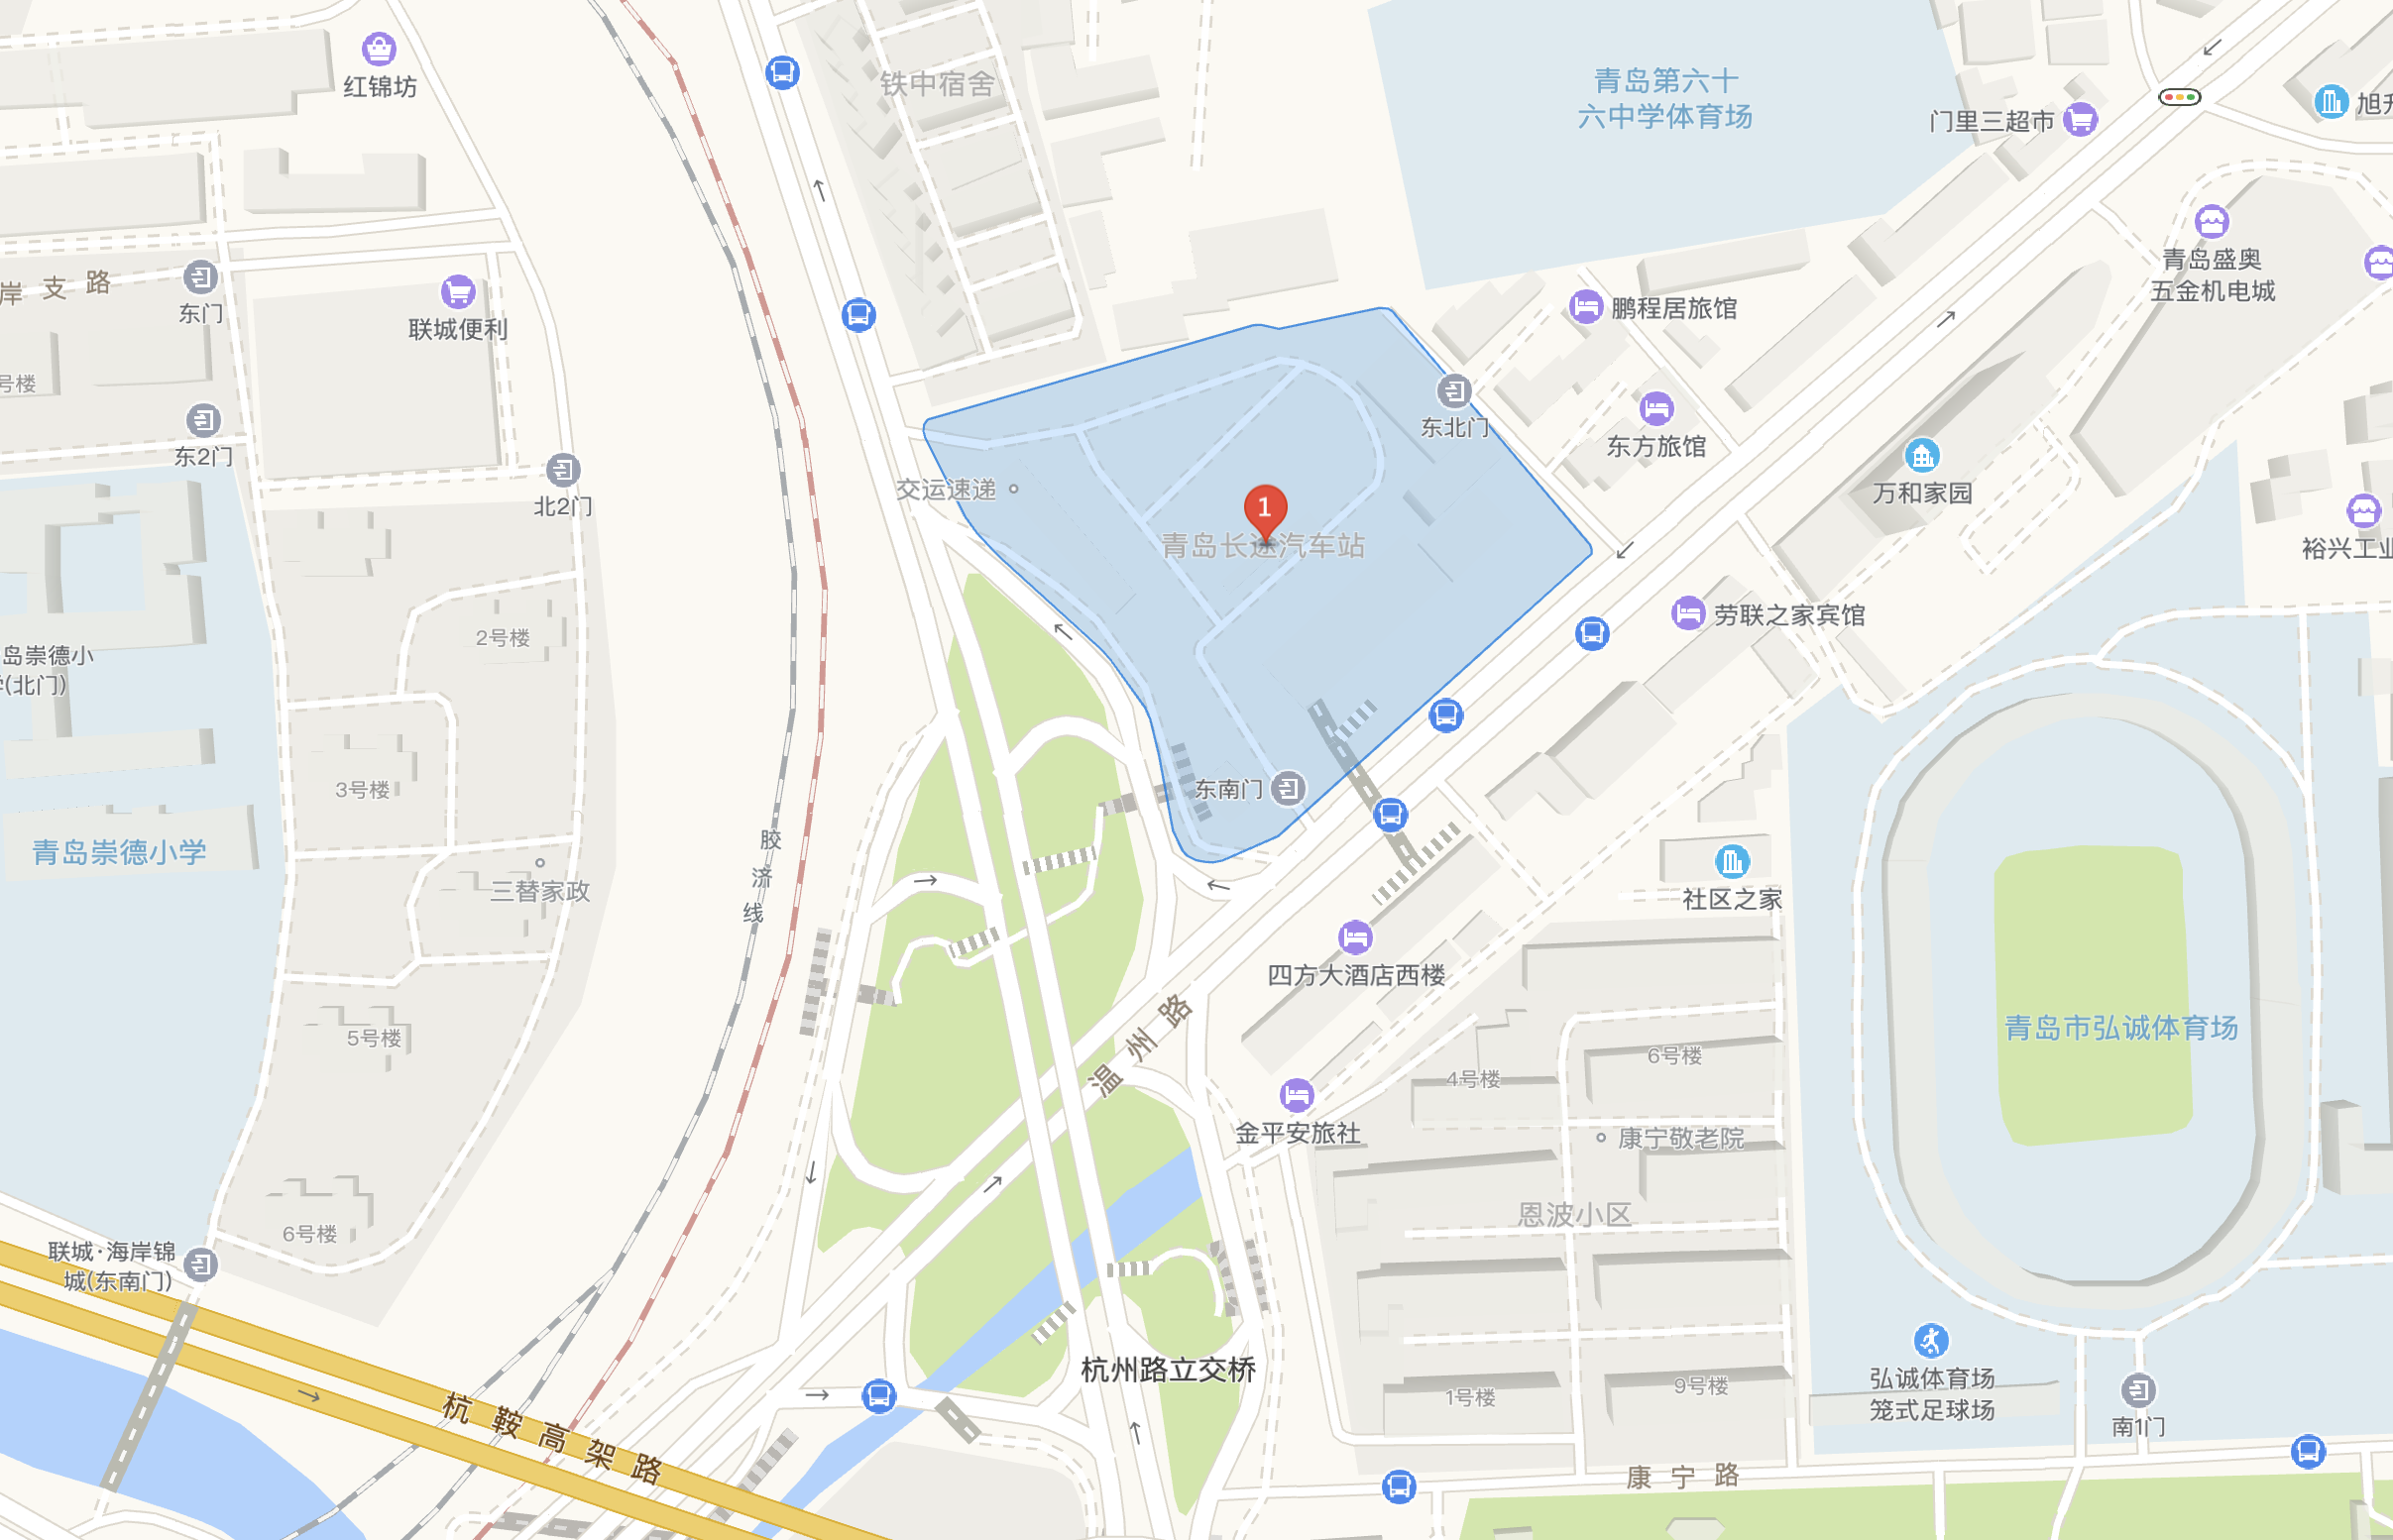 红锦坊
铁中宿舍
青岛第六十
六中学体育场
门里三超市
旭升
岸支路
东门
联城便利
鹏程居旅馆
青岛盛奥
五金机电城
号楼
东2门
北2门
东北门
东方旅馆
万和家园
交运速递
1
青岛长途汽车站
裕兴工业
2号楼
劳联之家宾馆
岛崇德小
(北门)
3号楼
东南门
胶济线
青岛崇德小学
三替家政
社区之家
四方大酒店西楼
温州路
5号楼
青岛市弘诚体育场
6号楼
4号楼
金平安旅社
康宁敬老院
恩波小区
6号楼
联城·海岸锦
城(东南门)
杭州路立交桥
杭鞍高架路
1号楼
9号楼
弘诚体育场
笼式足球场
南1门
康宁路